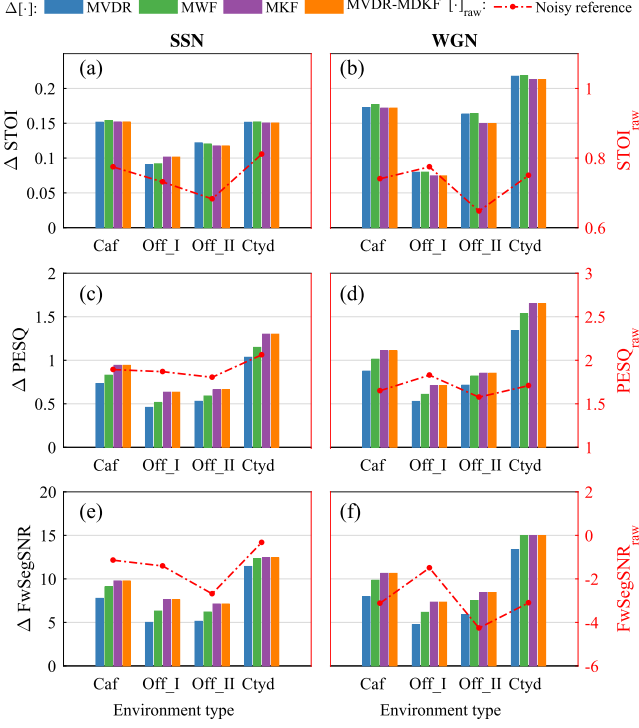 Δ[·]: MVDR MWF MKF MVDR-MDKF [·]raw: Noisy reference
SSN WGN
(a) (b)
Δ STOI
0.2
0.15
0.1
0.05
0
Caf Off_I Off_II Ctyd
Caf Off_I Off_II Ctyd
1
0.8
0.6
STOIraw
(c) (d)
Δ PESQ
2
1.5
1
0.5
0
Caf Off_I Off_II Ctyd
Caf Off_I Off_II Ctyd
3
2.5
2
1.5
1
PESQraw
(e) (f)
Δ FwSegSNR
20
15
10
5
0
Caf Off_I Off_II Ctyd
Caf Off_I Off_II Ctyd
2
0
-2
-4
-6
FwSegSNRraw
Environment type Environment type